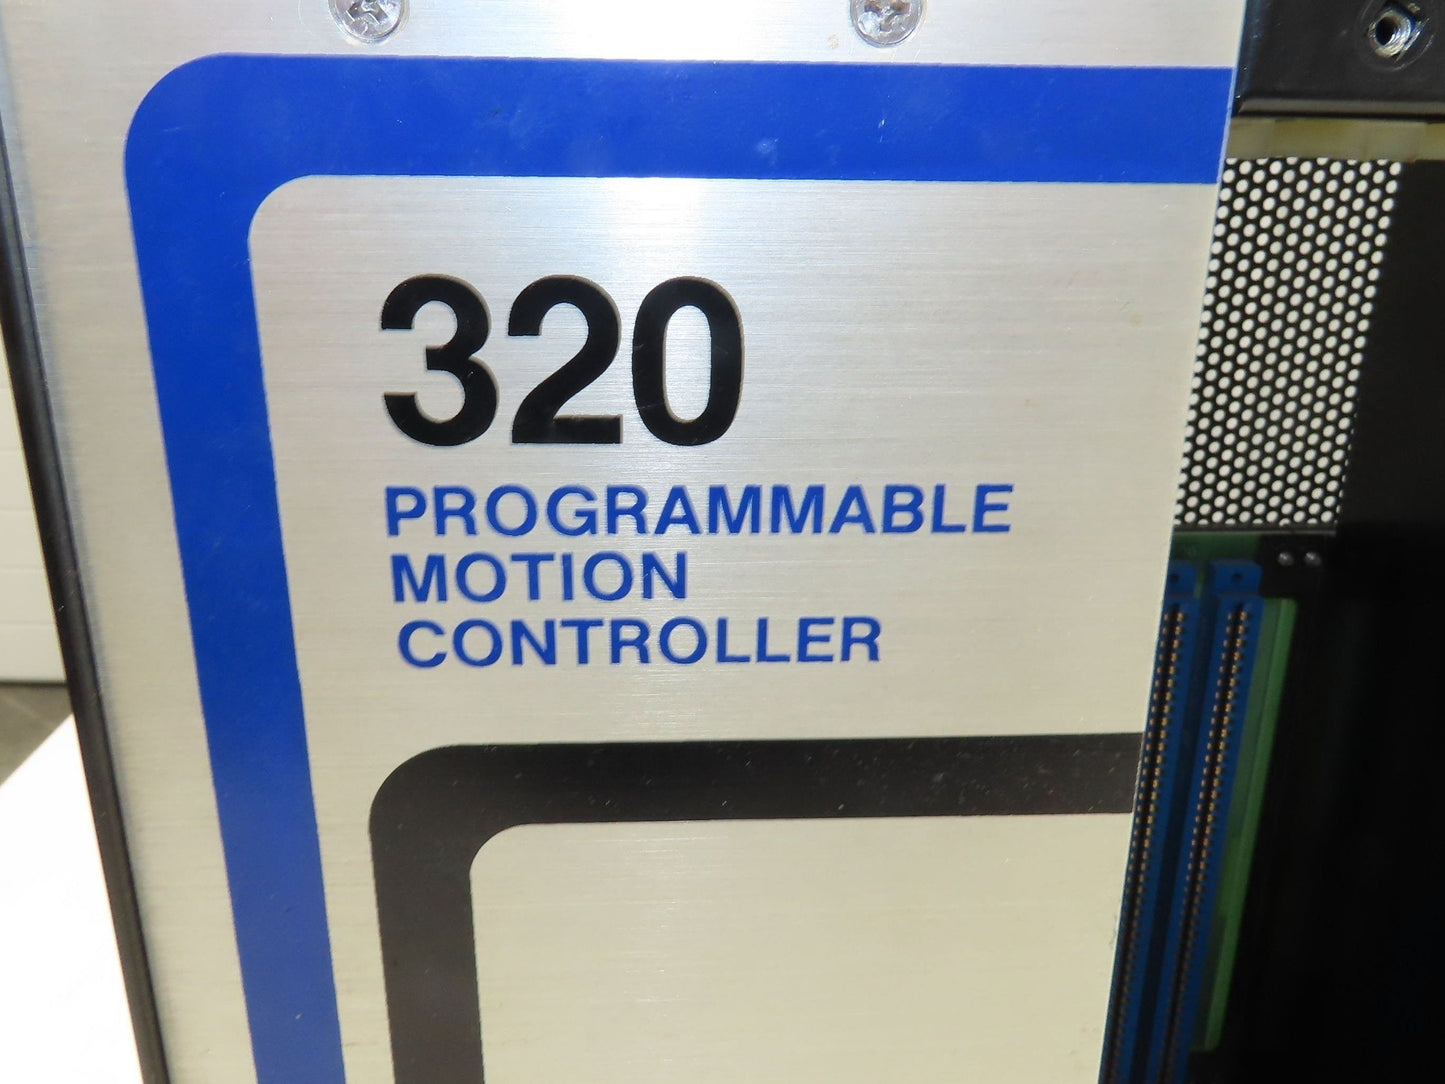 320
PROGRAMMABLE
MOTION
CONTROLLER